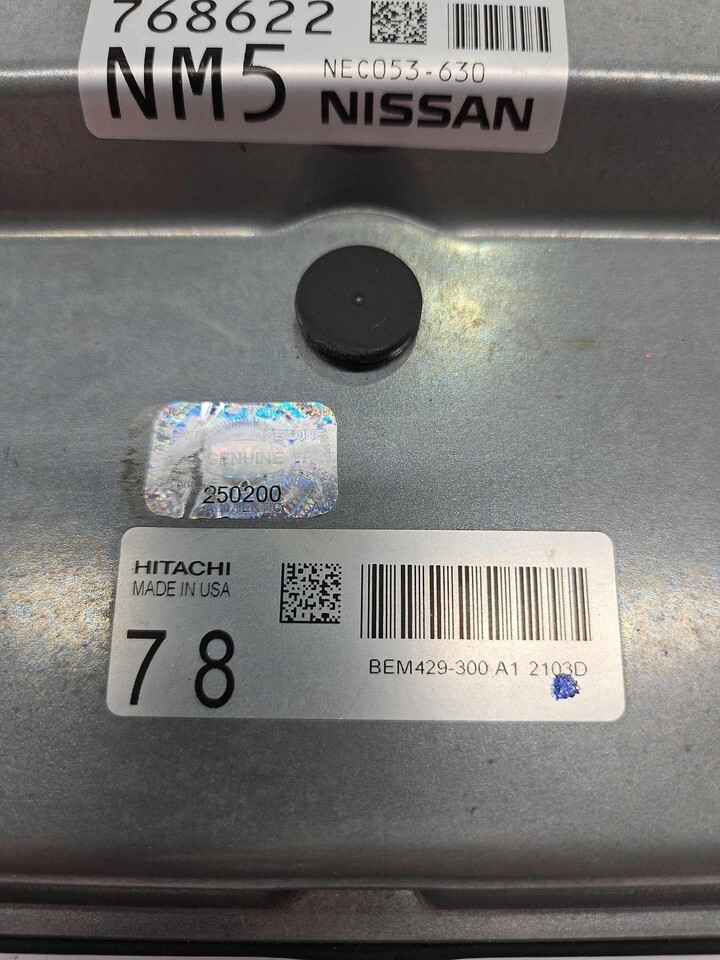 768622
NM5
NEC053-630
NISSAN
GENUINE
250200
HITACHI
MADE IN USA
78
BEM429-300 A1 2103D